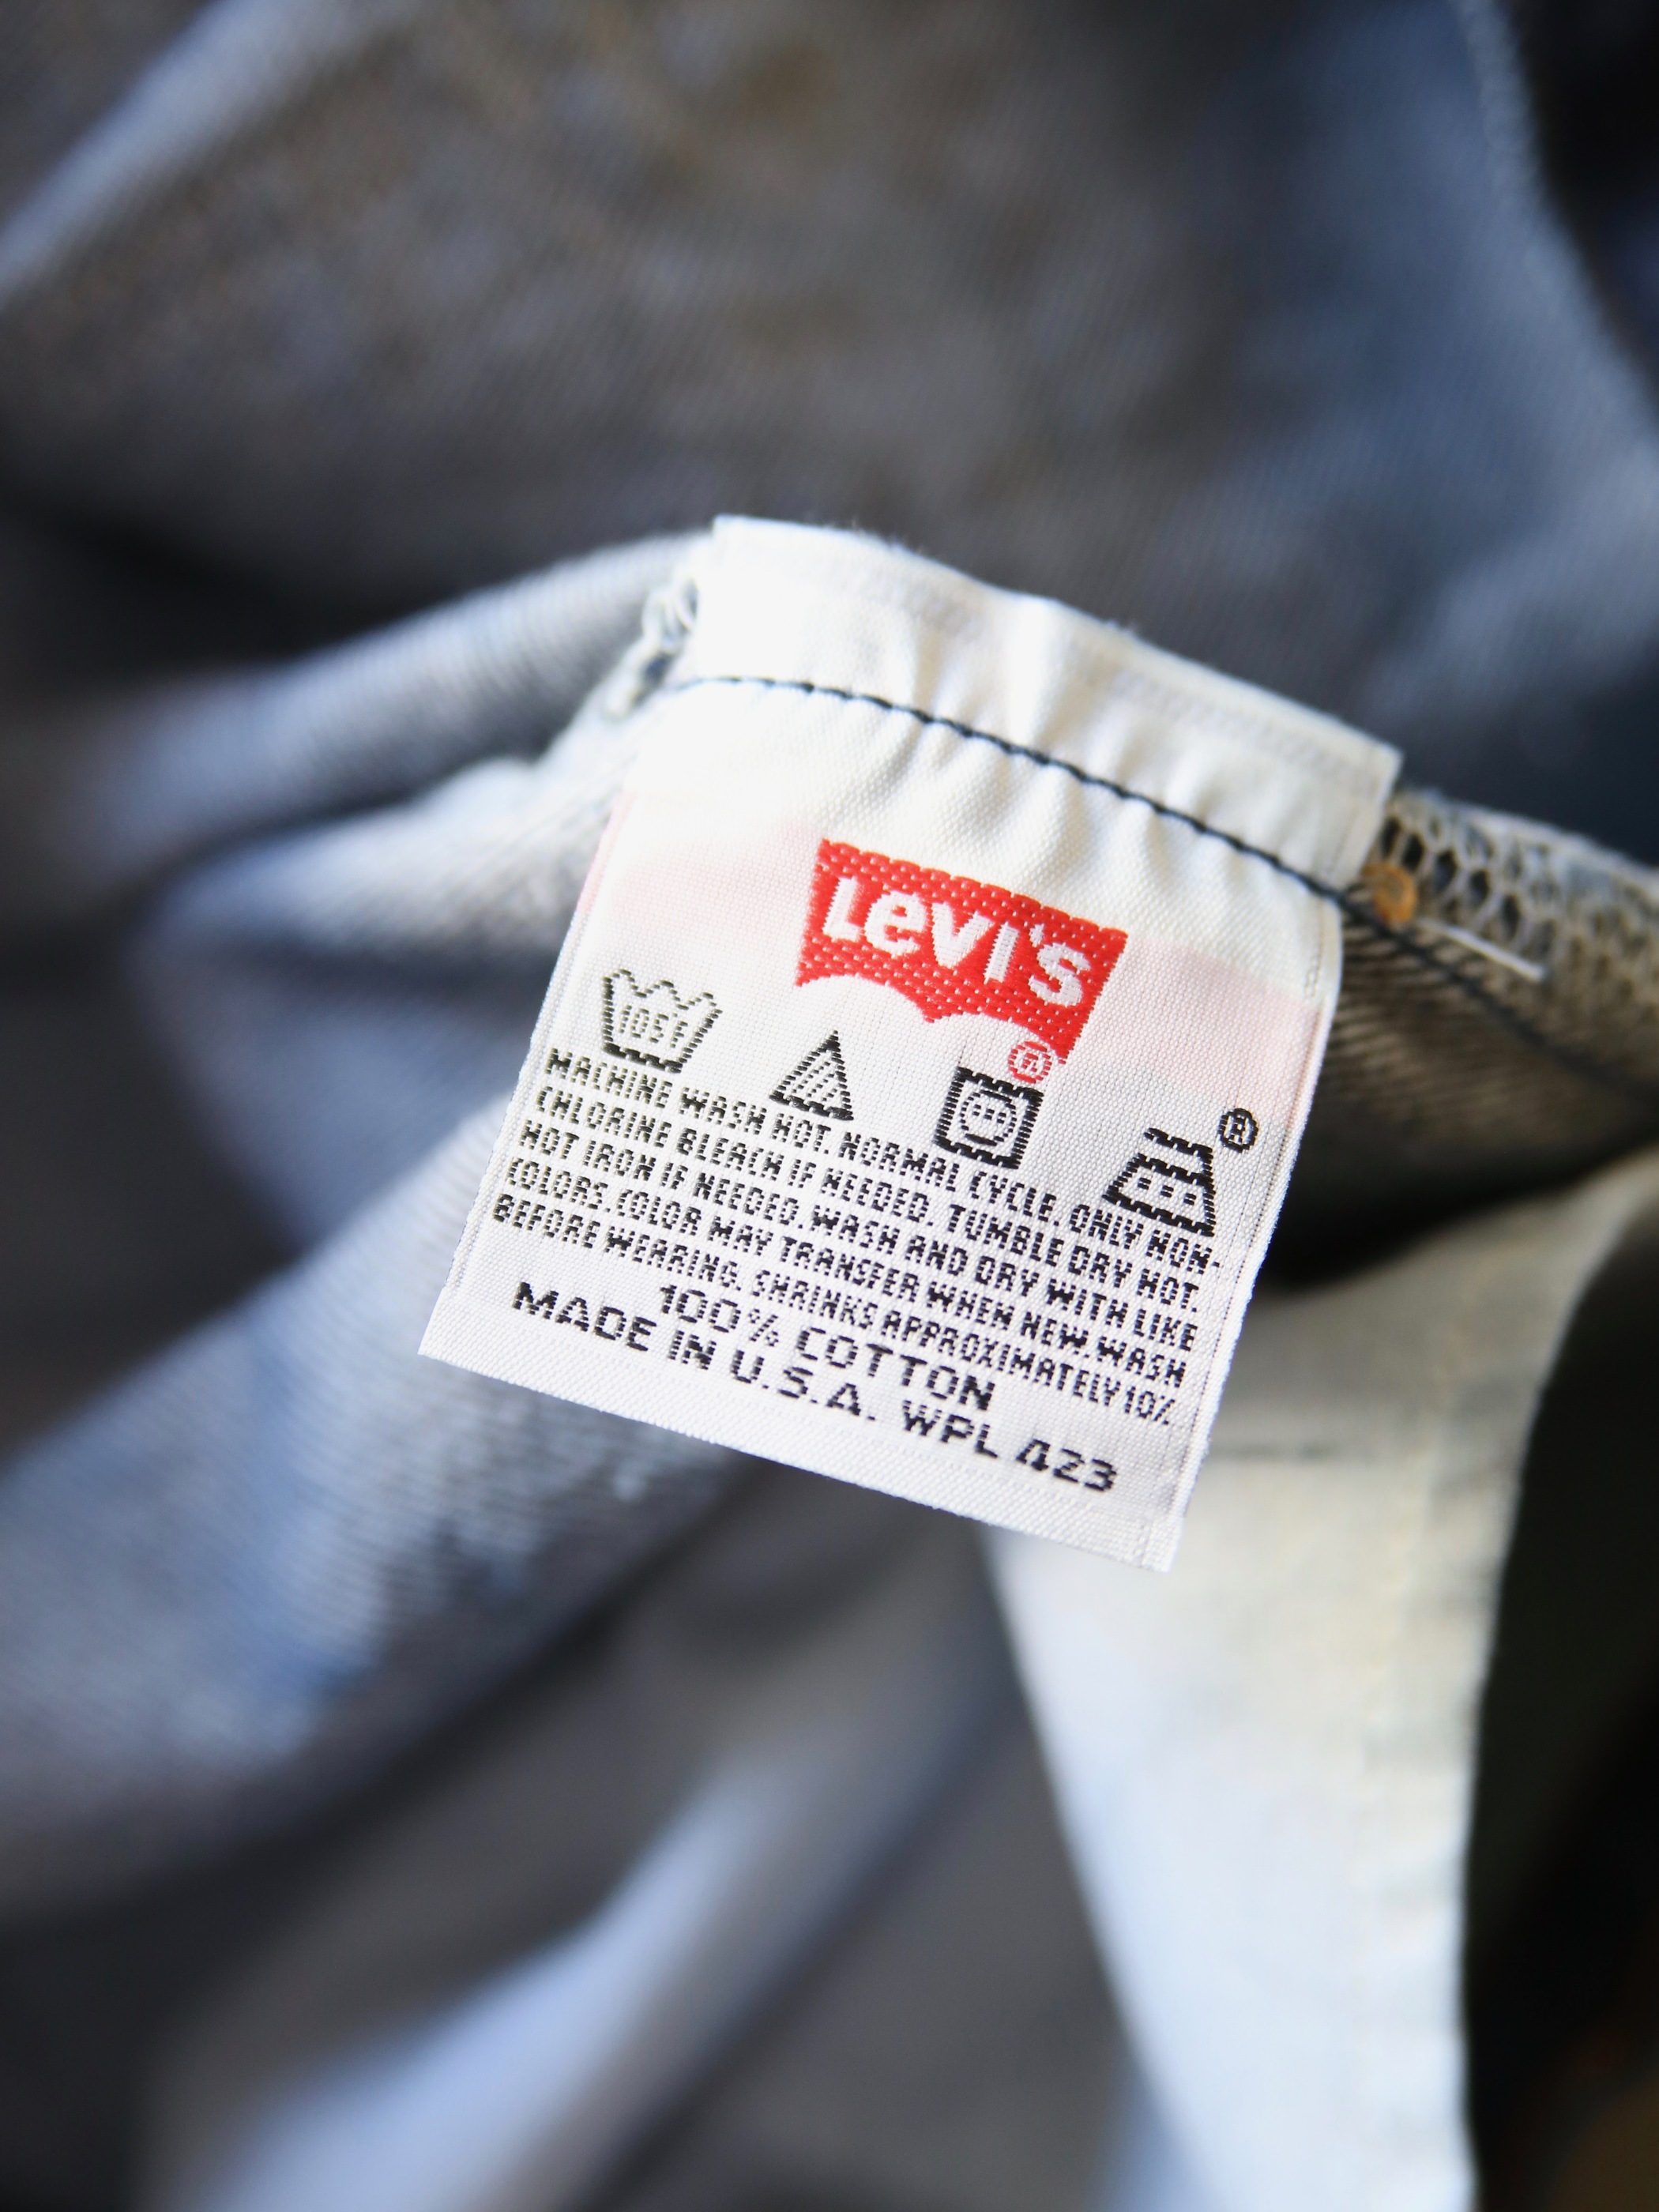 Levi's
®
105F
®
MACHINE WASH HOT. NORMAL CYCLE. ONLY NON-
CHLORINE BLEACH IF NEEDED. TUMBLE DRY HOT.
HOT IRON IF NEEDED. WASH AND DRY WITH LIKE
COLORS. COLOR MAY TRANSFER WHEN NEW. WASH
BEFORE WEARING. SHRINKS APPROXIMATELY 10%
100% COTTON
MADE IN U.S.A. WPL 423